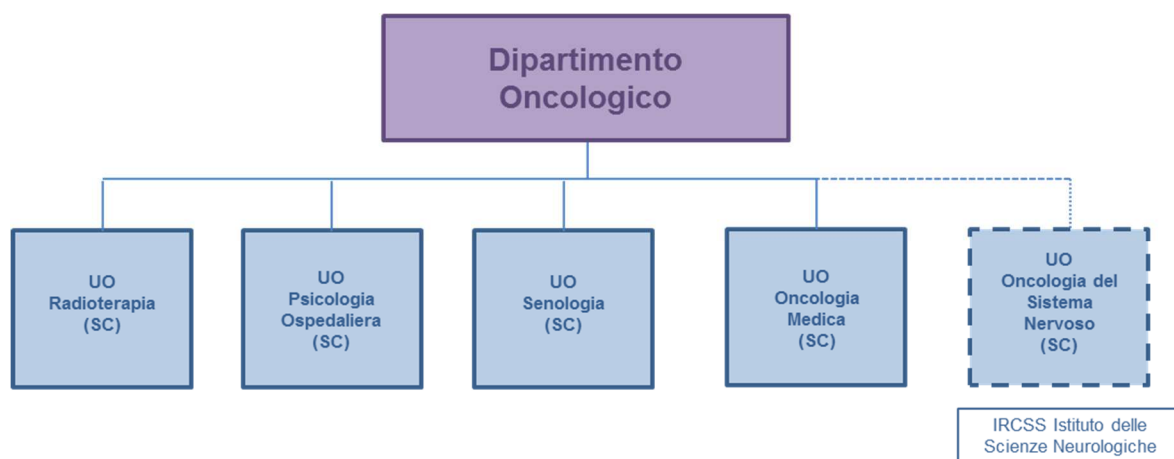 Dipartimento
Oncologico
UO
Radioterapia
(SC)
UO
Psicologia
Ospedaliera
(SC)
UO
Senologia
(SC)
UO
Oncologia
Medica
(SC)
UO
Oncologia del
Sistema
Nervoso
(SC)
IRCSS Istituto delle
Scienze Neurologiche